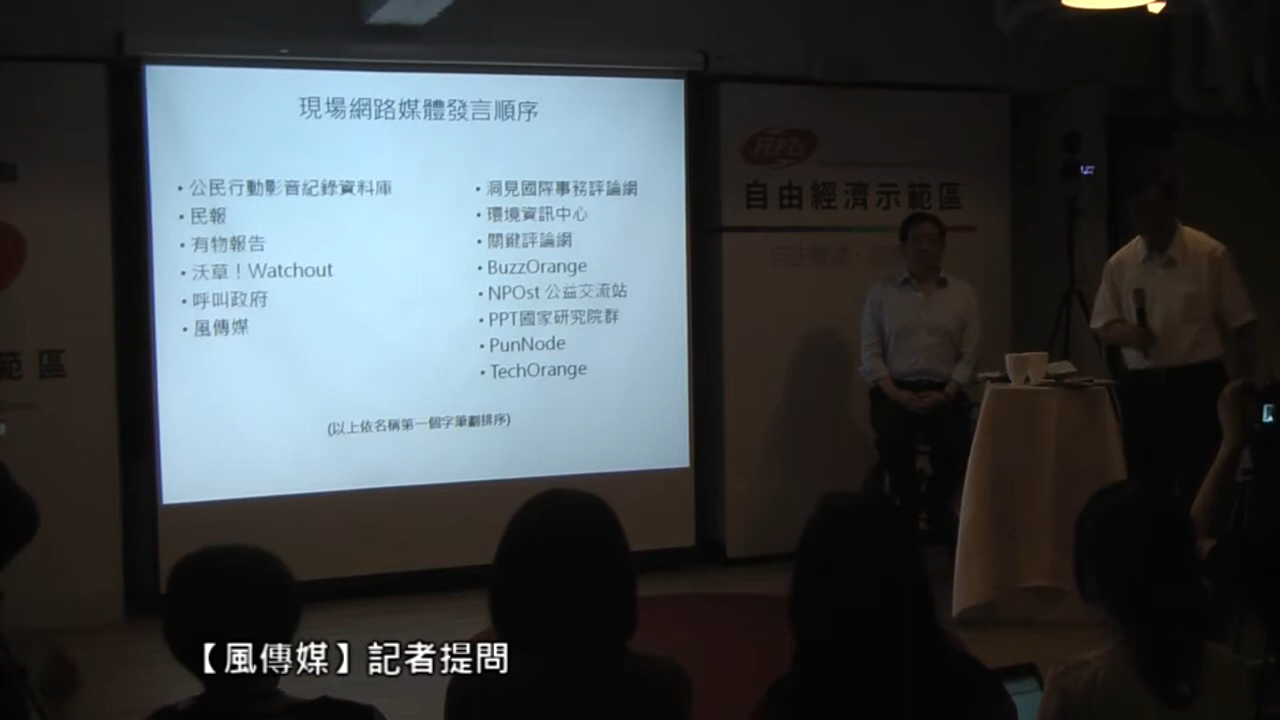 現場網路媒體發言順序
• 公民行動影音紀錄資料庫
• 民報
• 有物報告
• 沃草！Watchout
• 呼叫政府
• 風傳媒
• 洞見國際事務評論網
• 環境資訊中心
• 關鍵評論網
• BuzzOrange
• NPOst 公益交流站
• PPT國家研究院群
• PunNode
• TechOrange
(以上依名稱第一個字筆劃排序)
FEPZs
自由經濟示範區
範區
【風傳媒】記者提問